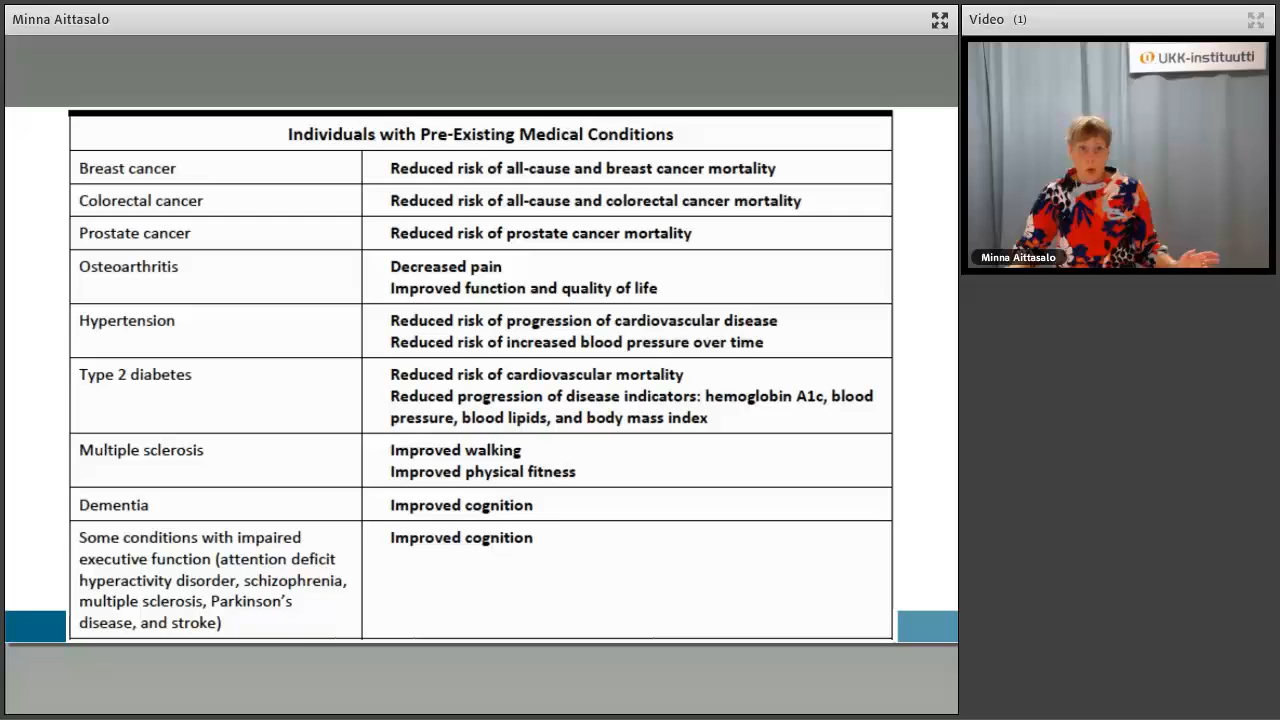 Minna Aittasalo
Video (1)
UKK-instituutti
Minna Aittasalo
Individuals with Pre-Existing Medical Conditions
Breast cancer
Reduced risk of all-cause and breast cancer mortality
Colorectal cancer
Reduced risk of all-cause and colorectal cancer mortality
Prostate cancer
Reduced risk of prostate cancer mortality
Osteoarthritis
Decreased pain
Improved function and quality of life
Hypertension
Reduced risk of progression of cardiovascular disease
Reduced risk of increased blood pressure over time
Type 2 diabetes
Reduced risk of cardiovascular mortality
Reduced progression of disease indicators: hemoglobin A1c, blood
pressure, blood lipids, and body mass index
Multiple sclerosis
Improved walking
Improved physical fitness
Dementia
Improved cognition
Some conditions with impaired
executive function (attention deficit
hyperactivity disorder, schizophrenia,
multiple sclerosis, Parkinson's
disease, and stroke)
Improved cognition